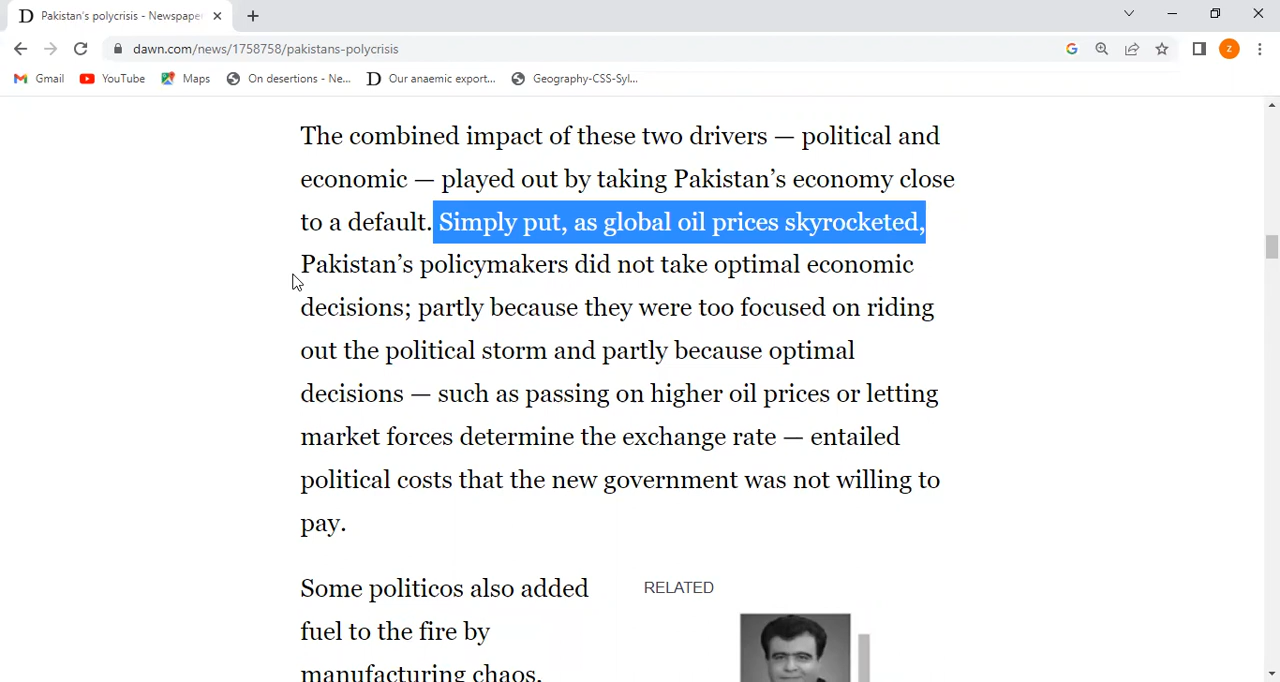 D Pakistan's polycrisis - Newspaper
dawn.com/news/1758758/pakistans-polycrisis
G
Z
Gmail YouTube Maps On desertions - Ne... D Our anaemic export... Geography-CSS-Syl...
The combined impact of these two drivers — political and
economic — played out by taking Pakistan's economy close
to a default. Simply put, as global oil prices skyrocketed,
Pakistan's policymakers did not take optimal economic
decisions; partly because they were too focused on riding
out the political storm and partly because optimal
decisions — such as passing on higher oil prices or letting
market forces determine the exchange rate — entailed
political costs that the new government was not willing to
pay.
Some politicos also added
fuel to the fire by
manufacturing chaos.
RELATED